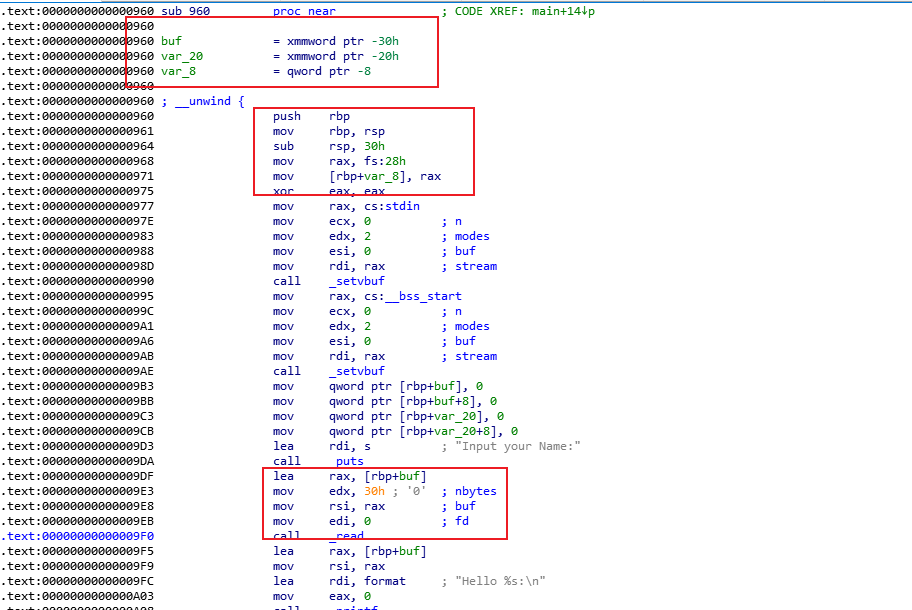 .text:0000000000000960 sub_960 proc near ; CODE XREF: main+14↓p
.text:0000000000000960
.text:0000000000000960 buf = xmmword ptr -30h
.text:0000000000000960 var_20 = xmmword ptr -20h
.text:0000000000000960 var_8 = qword ptr -8
.text:0000000000000960
.text:0000000000000960 ; __unwind {
.text:0000000000000960 push rbp
.text:0000000000000961 mov rbp, rsp
.text:0000000000000964 sub rsp, 30h
.text:0000000000000968 mov rax, fs:28h
.text:0000000000000971 mov [rbp+var_8], rax
.text:0000000000000975 xor eax, eax
.text:0000000000000977 mov rax, cs:stdin
.text:000000000000097E mov ecx, 0 ; n
.text:0000000000000983 mov edx, 2 ; modes
.text:0000000000000988 mov esi, 0 ; buf
.text:000000000000098D mov rdi, rax ; stream
.text:0000000000000990 call _setvbuf
.text:0000000000000995 mov rax, cs:__bss_start
.text:000000000000099C mov ecx, 0 ; n
.text:00000000000009A1 mov edx, 2 ; modes
.text:00000000000009A6 mov esi, 0 ; buf
.text:00000000000009AB mov rdi, rax ; stream
.text:00000000000009AE call _setvbuf
.text:00000000000009B3 mov qword ptr [rbp+buf], 0
.text:00000000000009BB mov qword ptr [rbp+buf+8], 0
.text:00000000000009C3 mov qword ptr [rbp+var_20], 0
.text:00000000000009CB mov qword ptr [rbp+var_20+8], 0
.text:00000000000009D3 lea rdi, s ; "Input your Name:"
.text:00000000000009DA call _puts
.text:00000000000009DF lea rax, [rbp+buf]
.text:00000000000009E3 mov edx, 30h ; '0' ; nbytes
.text:00000000000009E8 mov rsi, rax ; buf
.text:00000000000009EB mov edi, 0 ; fd
.text:00000000000009F0 call _read
.text:00000000000009F5 lea rax, [rbp+buf]
.text:00000000000009F9 mov rsi, rax
.text:00000000000009FC lea rdi, format ; "Hello %s:\n"
.text:0000000000000A03 mov eax, 0
.text:0000000000000A08 call _printf